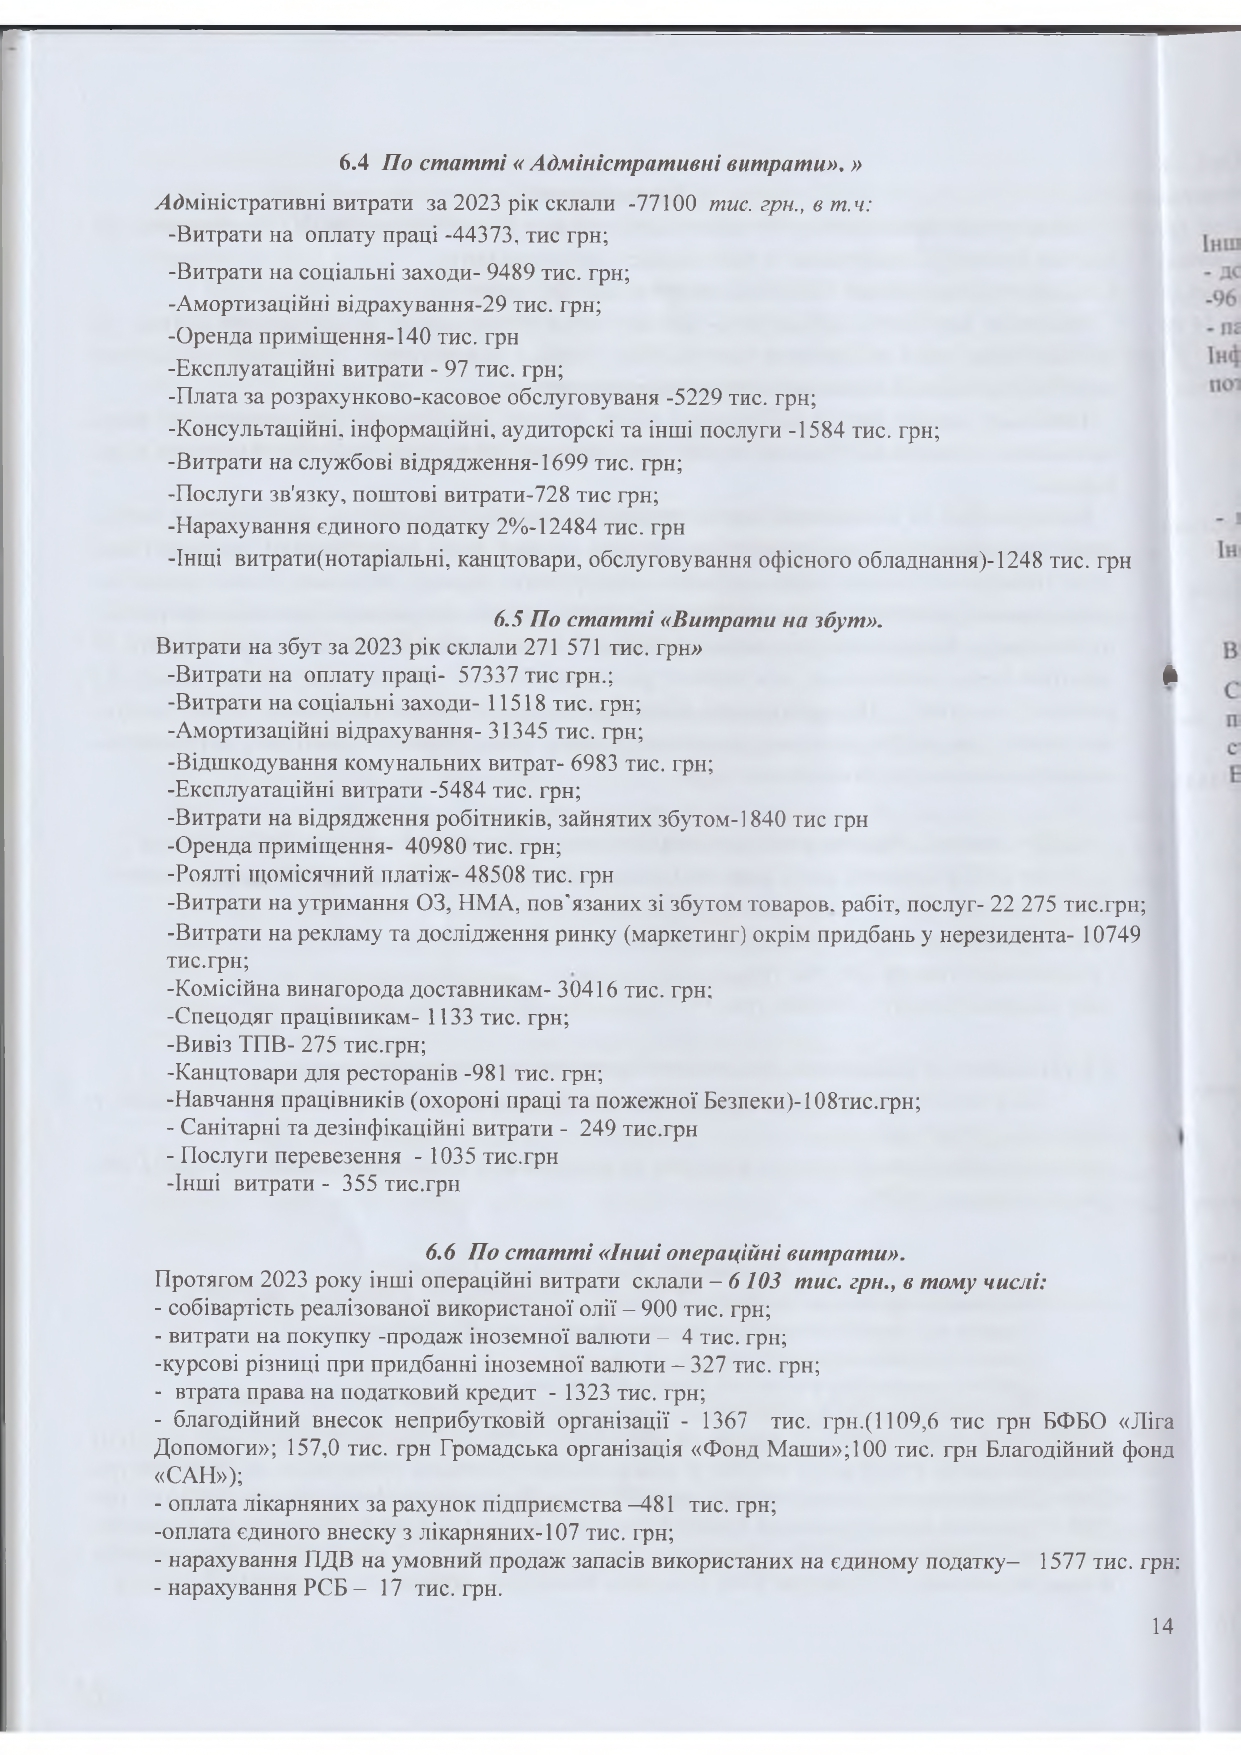 6.4 По статті « Адміністративні витрати». »
Адміністративні витрати за 2023 рік склали -77100 тис. грн., в т.ч:
-Витрати на оплату праці -44373, тис грн;
-Витрати на соціальні заходи- 9489 тис. грн;
-Амортизаційні відрахування-29 тис. грн;
-Оренда приміщення-140 тис. грн
-Експлуатаційні витрати - 97 тис. грн;
-Плата за розрахунково-касовое обслуговуваня -5229 тис. грн;
-Консультаційні, інформаційні, аудиторскі та інші послуги -1584 тис. грн;
-Витрати на службові відрядження-1699 тис. грн;
-Послуги зв'язку, поштові витрати-728 тис грн;
-Нарахування єдиного податку 2%-12484 тис. грн
-Інщі витрати(нотаріальні, канцтовари, обслуговування офісного обладнання)-1248 тис. грн
6.5 По статті «Витрати на збут».
Витрати на збут за 2023 рік склали 271 571 тис. грн»
-Витрати на оплату праці- 57337 тис грн.;
-Витрати на соціальні заходи- 11518 тис. грн;
-Амортизаційні відрахування- 31345 тис. грн;
-Відшкодування комунальних витрат- 6983 тис. грн;
-Експлуатаційні витрати -5484 тис. грн;
-Витрати на відрядження робітників, зайнятих збутом-1840 тис грн
-Оренда приміщення- 40980 тис. грн;
-Роялті щомісячний платіж- 48508 тис. грн
-Витрати на утримання ОЗ, НМА, пов'язаних зі збутом товаров, рабіт, послуг- 22 275 тис.грн;
-Витрати на рекламу та дослідження ринку (маркетинг) окрім придбань у нерезидента- 10749
тис.грн;
-Комісійна винагорода доставникам- 30416 тис. грн;
-Спецодяг працівникам- 1133 тис. грн;
-Вивіз ТПВ- 275 тис.грн;
-Канцтовари для ресторанів -981 тис. грн;
-Навчання працівників (охороні праці та пожежної Безпеки)-108тис.грн;
- Санітарні та дезінфікаційні витрати - 249 тис.грн
- Послуги перевезення - 1035 тис.грн
-Інші витрати - 355 тис.грн
6.6 По статті «Інші операційні витрати».
Протягом 2023 року інші операційні витрати склали – 6 103 тис. грн., в тому числі:
- собівартість реалізованої використаної олії – 900 тис. грн;
- витрати на покупку -продаж іноземної валюти – 4 тис. грн;
-курсові різниці при придбанні іноземної валюти – 327 тис. грн;
- втрата права на податковий кредит - 1323 тис. грн;
- благодійний внесок неприбутковій організації - 1367 тис. грн.(1109,6 тис грн БФБО «Ліга
Допомоги»; 157,0 тис. грн Громадська організація «Фонд Маши»;100 тис. грн Благодійний фонд
«САН»);
- оплата лікарняних за рахунок підприємства –481 тис. грн;
-оплата єдиного внеску з лікарняних-107 тис. грн;
- нарахування ПДВ на умовний продаж запасів використаних на єдиному податку– 1577 тис. грн;
- нарахування РСБ – 17 тис. грн.
14